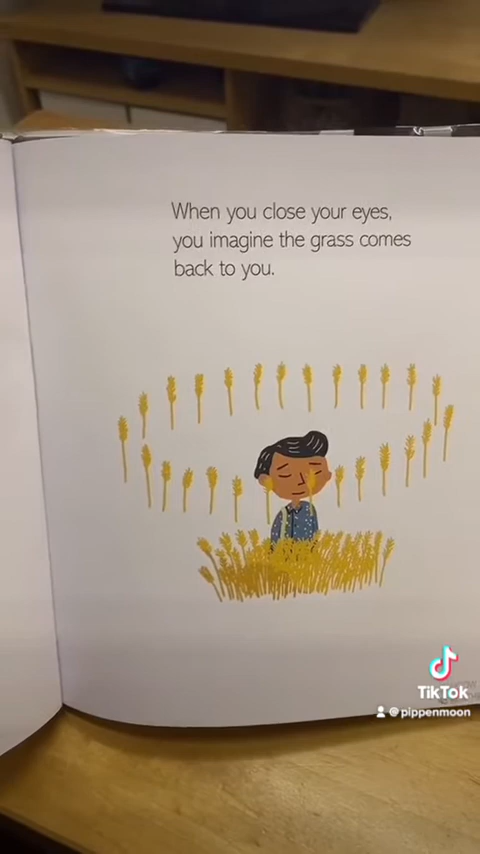 When you close your eyes,
you imagine the grass comes
back to you.
TikTok
@pippenmoon